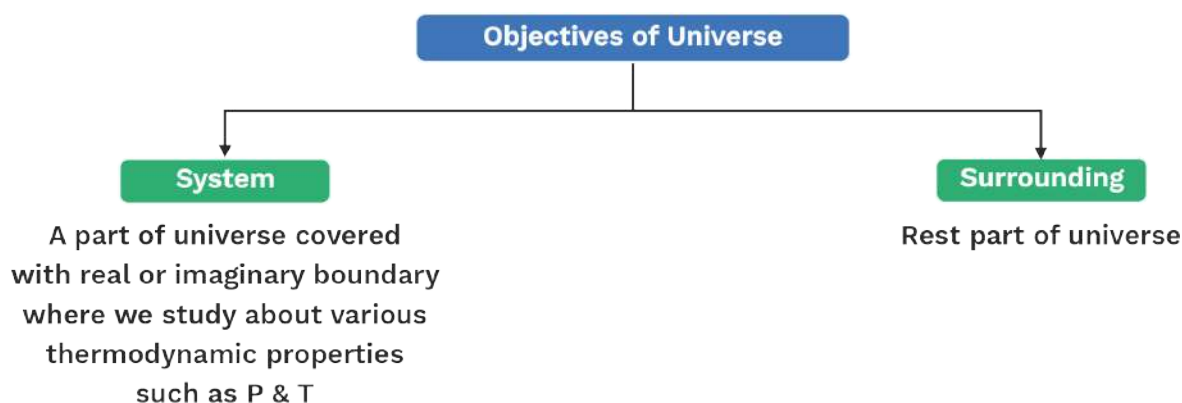 Objectives of Universe
System
A part of universe covered
with real or imaginary boundary
where we study about various
thermodynamic properties
such as P & T
Surrounding
Rest part of universe